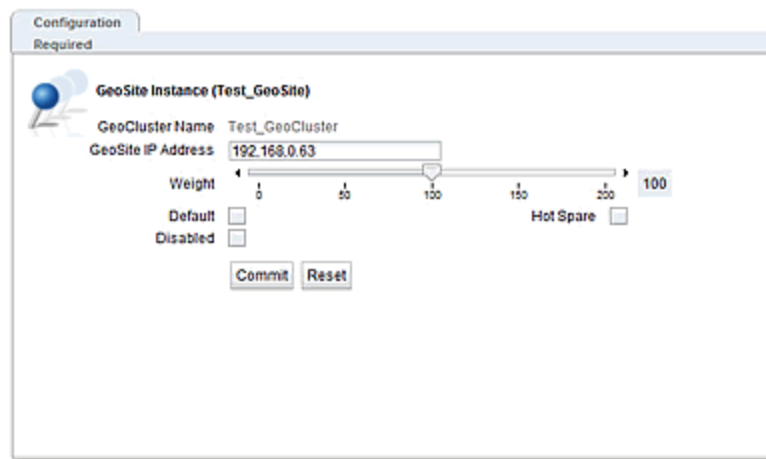 Configuration
Required
GeoSite Instance (Test_GeoSite)
GeoCluster Name Test_GeoCluster
GeoSite IP Address 192.168.0.63
Weight 100
0 50 100 150 200
Default Hot Spare
Disabled
Commit Reset